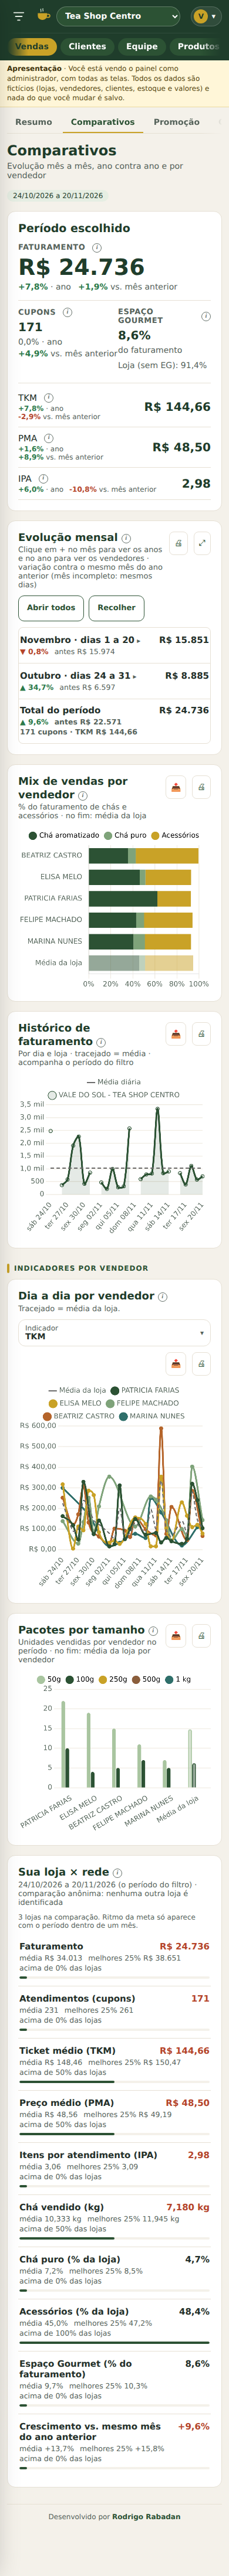 Tea Shop Centro
V
Vendas Clientes Equipe Produtos
Apresentação · Você está vendo o painel como administrador, com todas as telas. Todos os dados são fictícios (lojas, vendedores, clientes, estoque e valores) e nada do que você mudar é salvo.
Resumo Comparativos Promoção
Comparativos
Evolução mês a mês, ano contra ano e por vendedor
24/10/2026 a 20/11/2026
Período escolhido
FATURAMENTO i
R$ 24.736
+7,8% · ano +1,9% vs. mês anterior
CUPONS i
171
0,0% · ano
+4,9% vs. mês anterior
ESPAÇO GOURMET i
8,6%
do faturamento
Loja (sem EG): 91,4%
TKM i
+7,8% · ano
-2,9% vs. mês anterior
R$ 144,66
PMA i
+1,6% · ano
+8,9% vs. mês anterior
R$ 48,50
IPA i
+6,0% · ano -10,8% vs. mês anterior
2,98
Evolução mensal i
Clique em + no mês para ver os anos e no ano para ver os vendedores · variação contra o mesmo mês do ano anterior (mês incompleto: mesmos dias)
Abrir todos Recolher
Novembro · dias 1 a 20 ▸ R$ 15.851
▼ 0,8% antes R$ 15.974
Outubro · dias 24 a 31 ▸ R$ 8.885
▲ 34,7% antes R$ 6.597
Total do período R$ 24.736
▲ 9,6% antes R$ 22.571
171 cupons · TKM R$ 144,66
Mix de vendas por vendedor i
% do faturamento de chás e acessórios · no fim: média da loja
Chá aromatizado Chá puro Acessórios
BEATRIZ CASTRO
ELISA MELO
PATRICIA FARIAS
FELIPE MACHADO
MARINA NUNES
Média da loja
0% 20% 40% 60% 80% 100%
Histórico de faturamento i
Por dia e loja · tracejado = média · acompanha o período do filtro
Média diária
VALE DO SOL - TEA SHOP CENTRO
3,5 mil
3,0 mil
2,5 mil
2,0 mil
1,5 mil
1,0 mil
500
0
sáb 24/10 ter 27/10 sex 30/10 seg 02/11 qui 05/11 dom 08/11 qua 11/11 sáb 14/11 ter 17/11 sex 20/11
INDICADORES POR VENDEDOR
Dia a dia por vendedor i
Tracejado = média da loja.
Indicador
TKM
Média da loja PATRICIA FARIAS
ELISA MELO FELIPE MACHADO
BEATRIZ CASTRO MARINA NUNES
R$ 600,00
R$ 500,00
R$ 400,00
R$ 300,00
R$ 200,00
R$ 100,00
R$ 0,00
sáb 24/10 ter 27/10 sex 30/10 seg 02/11 qui 05/11 dom 08/11 qua 11/11 sáb 14/11 ter 17/11 sex 20/11
Pacotes por tamanho i
Unidades vendidas por vendedor no período · no fim: média da loja por vendedor
50g 100g 250g 500g 1 kg
25
20
15
10
5
0
PATRICIA FARIAS ELISA MELO BEATRIZ CASTRO FELIPE MACHADO MARINA NUNES Média da loja
Sua loja × rede i
24/10/2026 a 20/11/2026 (o período do filtro) · comparação anônima: nenhuma outra loja é identificada
3 lojas na comparação. Ritmo da meta só aparece com o período dentro de um mês.
Faturamento R$ 24.736
média R$ 34.013 melhores 25% R$ 38.651
acima de 0% das lojas
Atendimentos (cupons) 171
média 231 melhores 25% 261
acima de 0% das lojas
Ticket médio (TKM) R$ 144,66
média R$ 148,46 melhores 25% R$ 150,47
acima de 50% das lojas
Preço médio (PMA) R$ 48,50
média R$ 48,56 melhores 25% R$ 49,19
acima de 50% das lojas
Itens por atendimento (IPA) 2,98
média 3,06 melhores 25% 3,09
acima de 0% das lojas
Chá vendido (kg) 7,180 kg
média 10,333 kg melhores 25% 11,945 kg
acima de 50% das lojas
Chá puro (% da loja) 4,7%
média 7,2% melhores 25% 8,5%
acima de 0% das lojas
Acessórios (% da loja) 48,4%
média 45,0% melhores 25% 47,2%
acima de 100% das lojas
Espaço Gourmet (% do faturamento) 8,6%
média 9,7% melhores 25% 10,3%
acima de 0% das lojas
Crescimento vs. mesmo mês do ano anterior +9,6%
média +13,7% melhores 25% +15,8%
acima de 0% das lojas
Desenvolvido por Rodrigo Rabadan